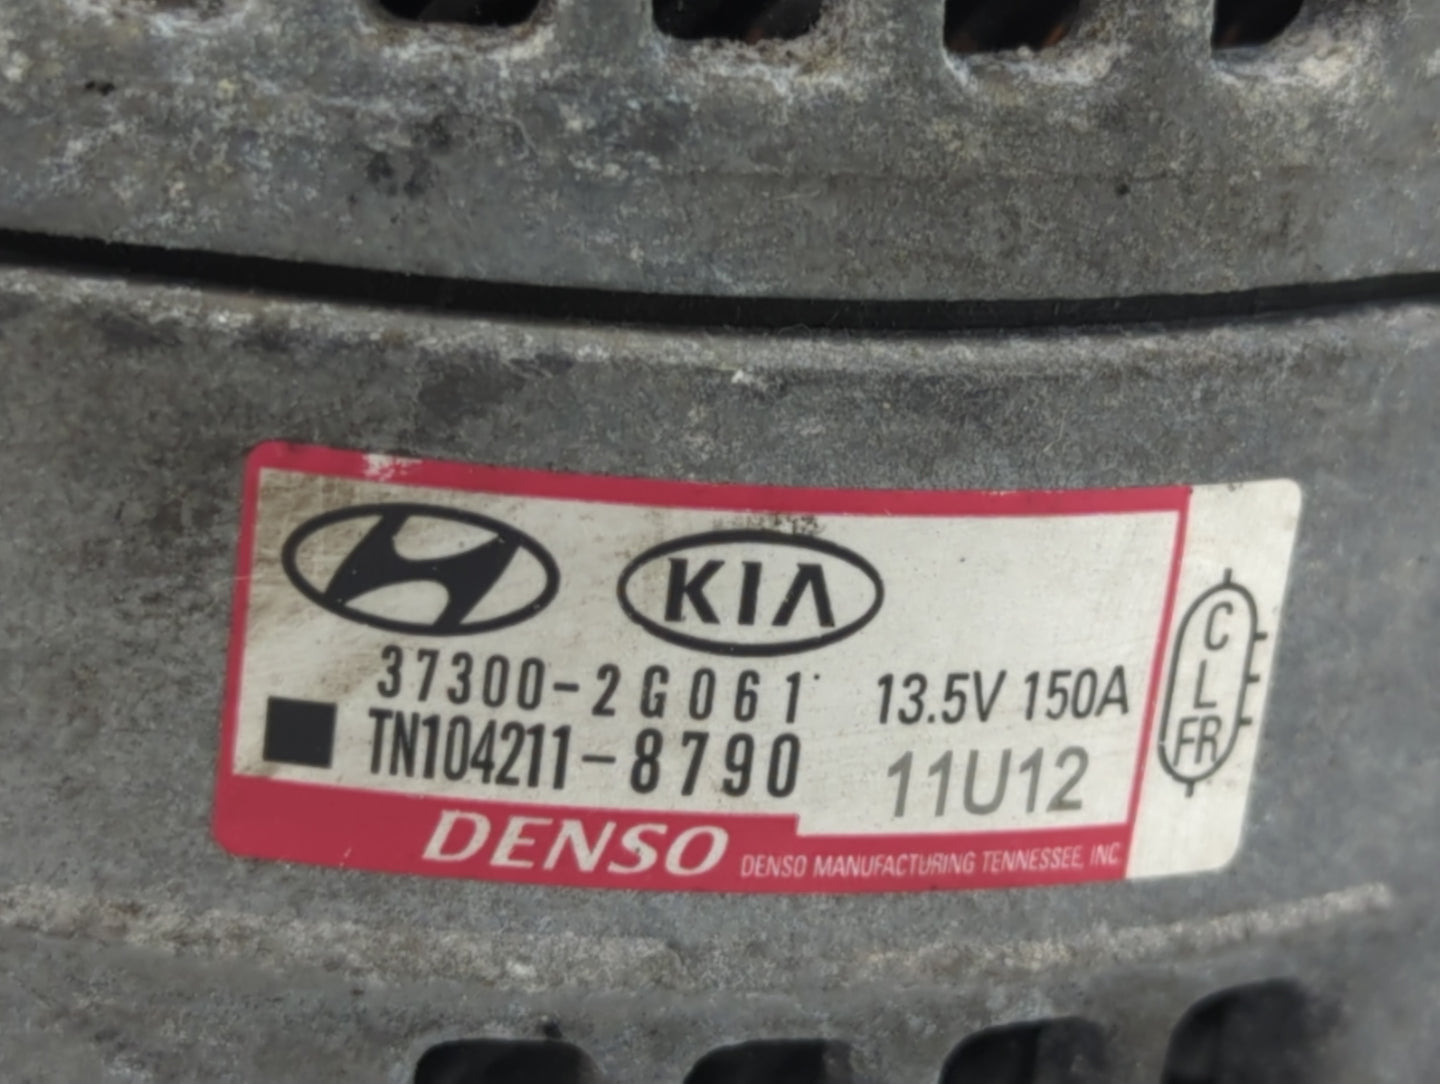 KIA
37300-2G061 13.5V 150A
TN104211-8790 11U12
DENSO DENSO MANUFACTURING TENNESSEE, INC.
C
L
FR